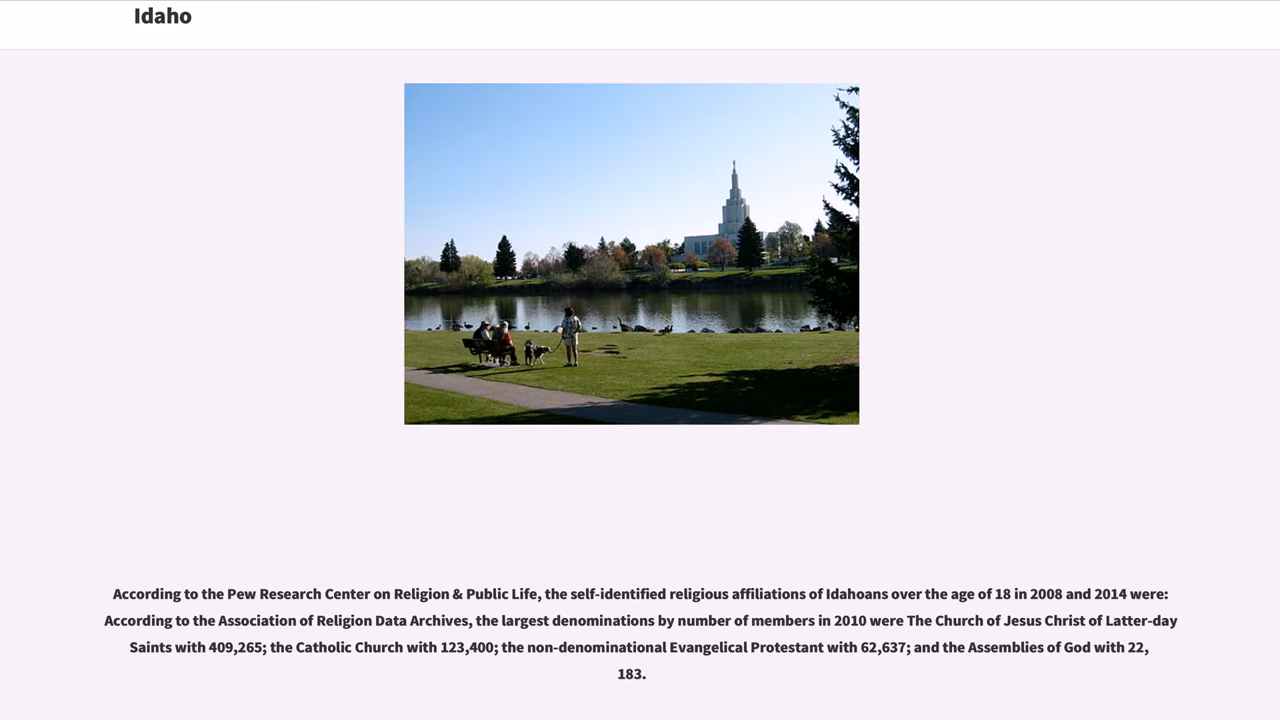 Idaho
According to the Pew Research Center on Religion & Public Life, the self-identified religious affiliations of Idahoans over the age of 18 in 2008 and 2014 were:
According to the Association of Religion Data Archives, the largest denominations by number of members in 2010 were The Church of Jesus Christ of Latter-day
Saints with 409,265; the Catholic Church with 123,400; the non-denominational Evangelical Protestant with 62,637; and the Assemblies of God with 22,
183.